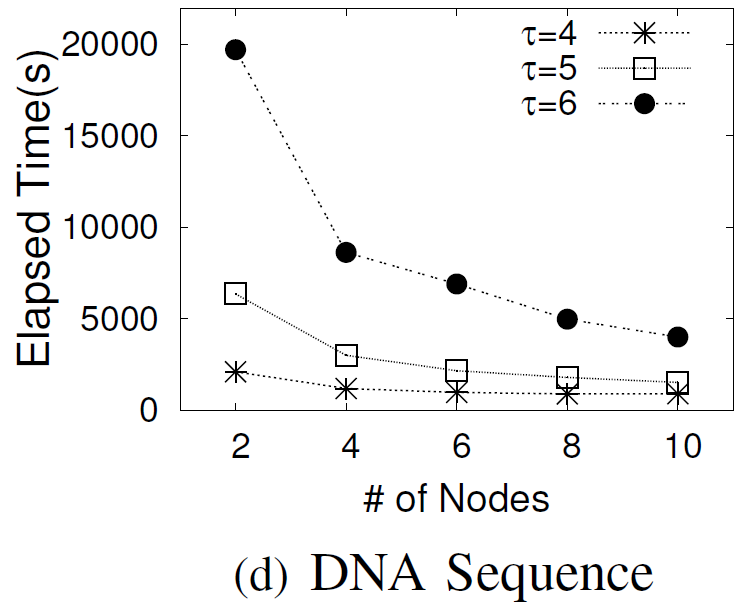 20000
15000
10000
5000
0
Elapsed Time(s)
τ=4
τ=5
τ=6
2 4 6 8 10
# of Nodes
(d) DNA Sequence